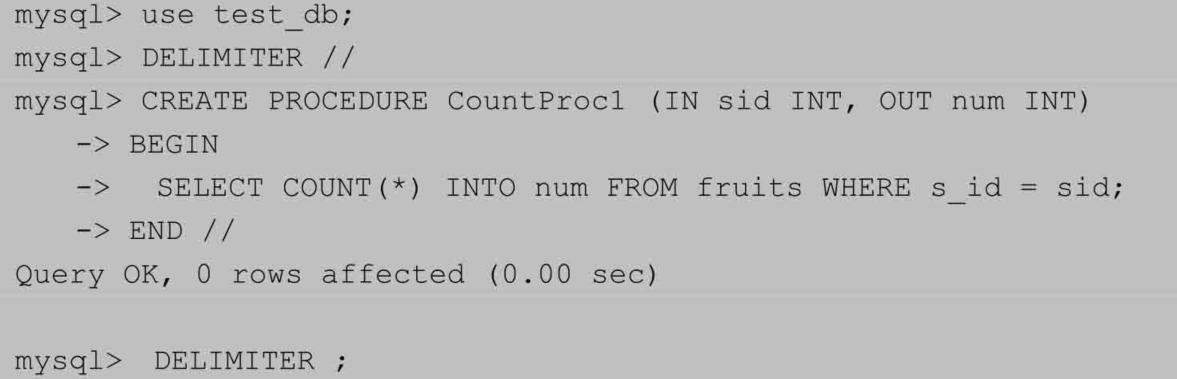 mysql> use test_db;
mysql> DELIMITER //
mysql> CREATE PROCEDURE CountProc1 (IN sid INT, OUT num INT)
    -> BEGIN
    ->   SELECT COUNT(*) INTO num FROM fruits WHERE s_id = sid;
    -> END //
Query OK, 0 rows affected (0.00 sec)

mysql>  DELIMITER ;